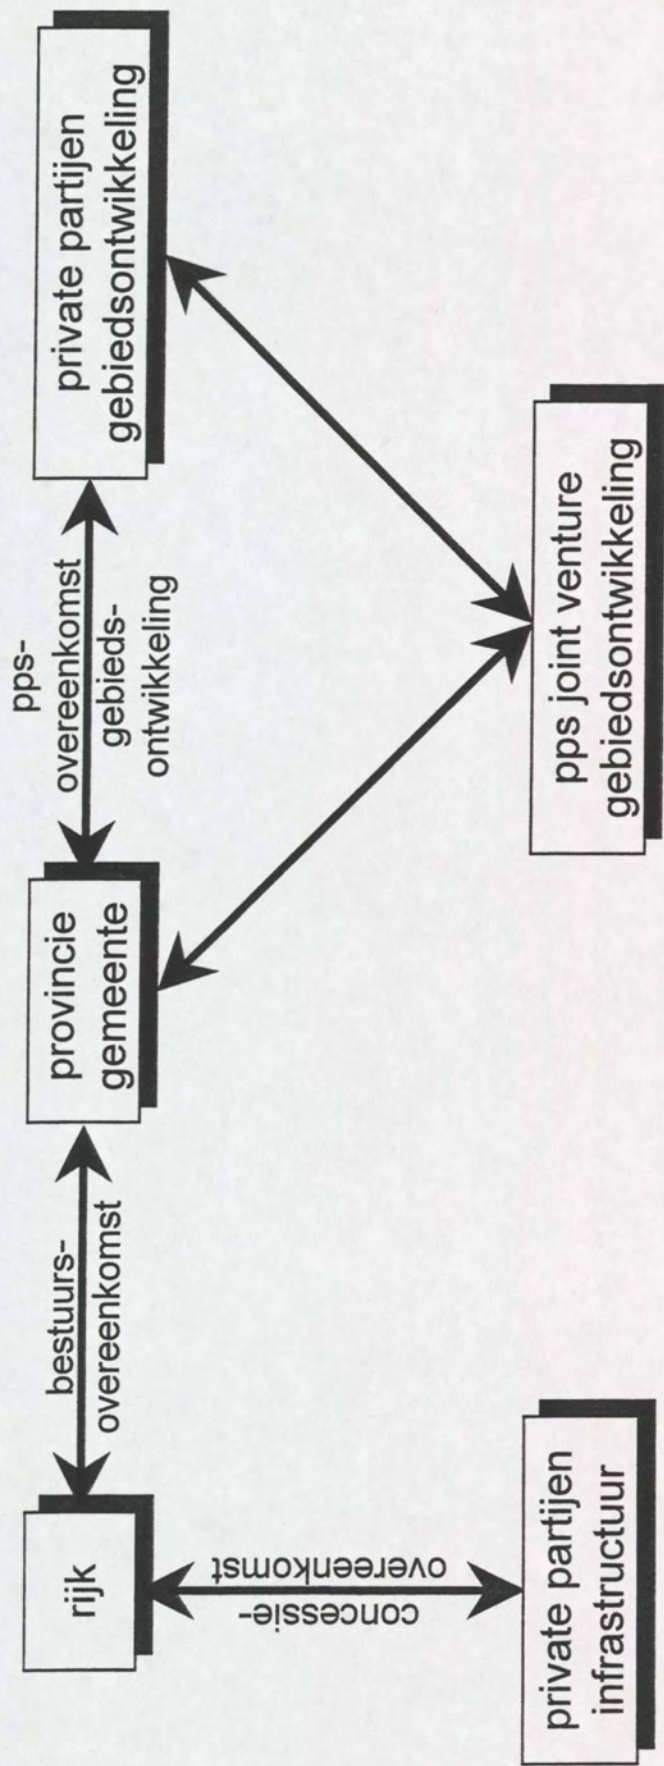 rijk
bestuurs-
overeenkomst
provincie
gemeente
pps-
overeenkomst
gebieds-
ontwikkeling
private partijen
gebiedsontwikkeling
concessie-
overeenkomst
private partijen
infrastructuur
pps joint venture
gebiedsontwikkeling